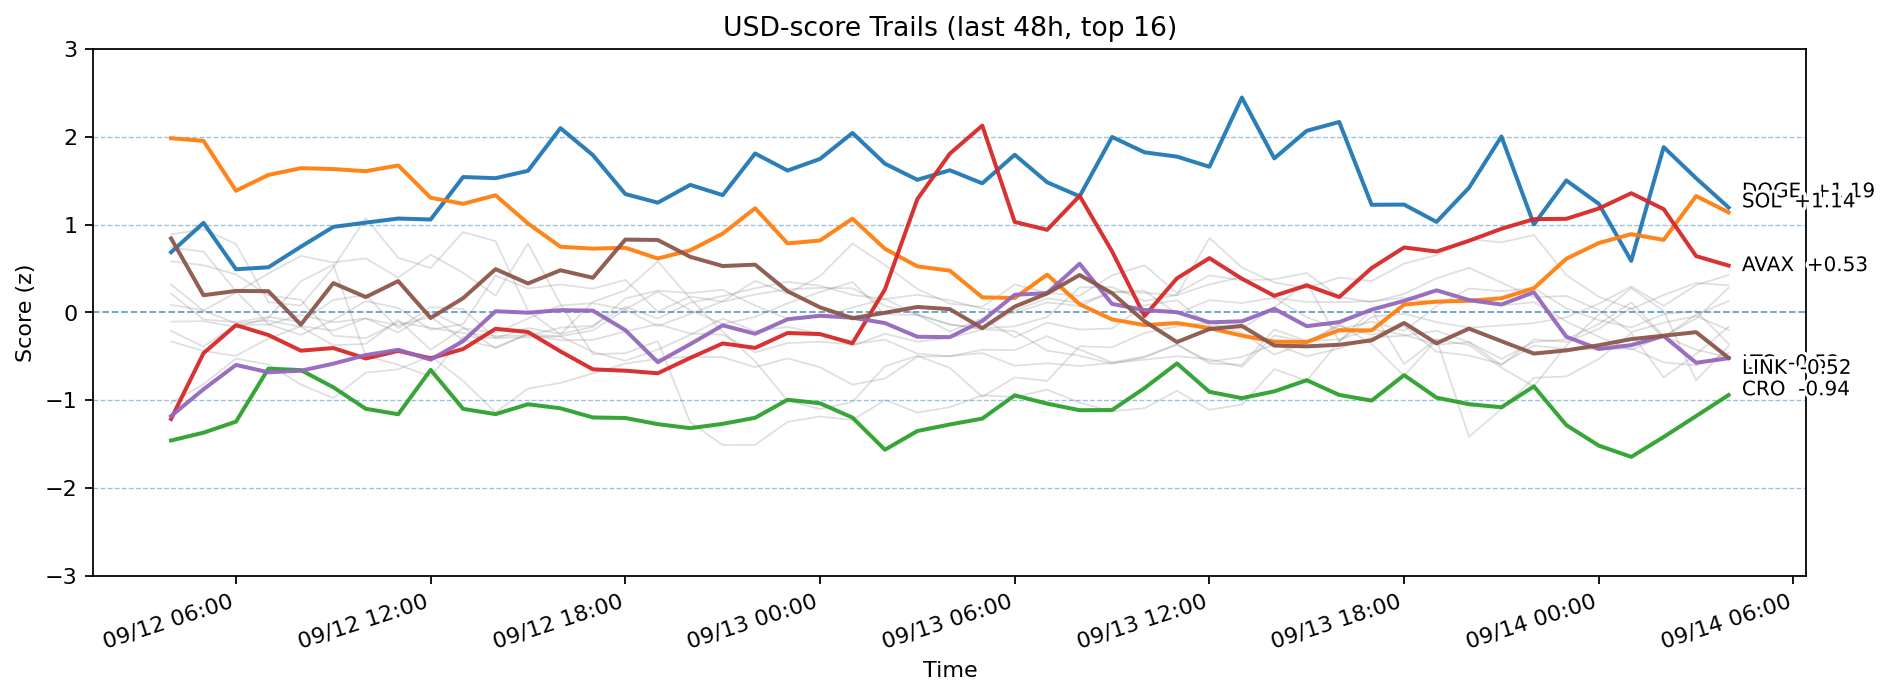 USD-score Trails (last 48h, top 16)
Score (z)
3
2
1
0
−1
−2
−3
DOGE +1.19
SOL +1.14
AVAX +0.53
LINK -0.52
CRO -0.94
09/12 06:00
09/12 12:00
09/12 18:00
09/13 00:00
09/13 06:00
09/13 12:00
09/13 18:00
09/14 00:00
09/14 06:00
Time